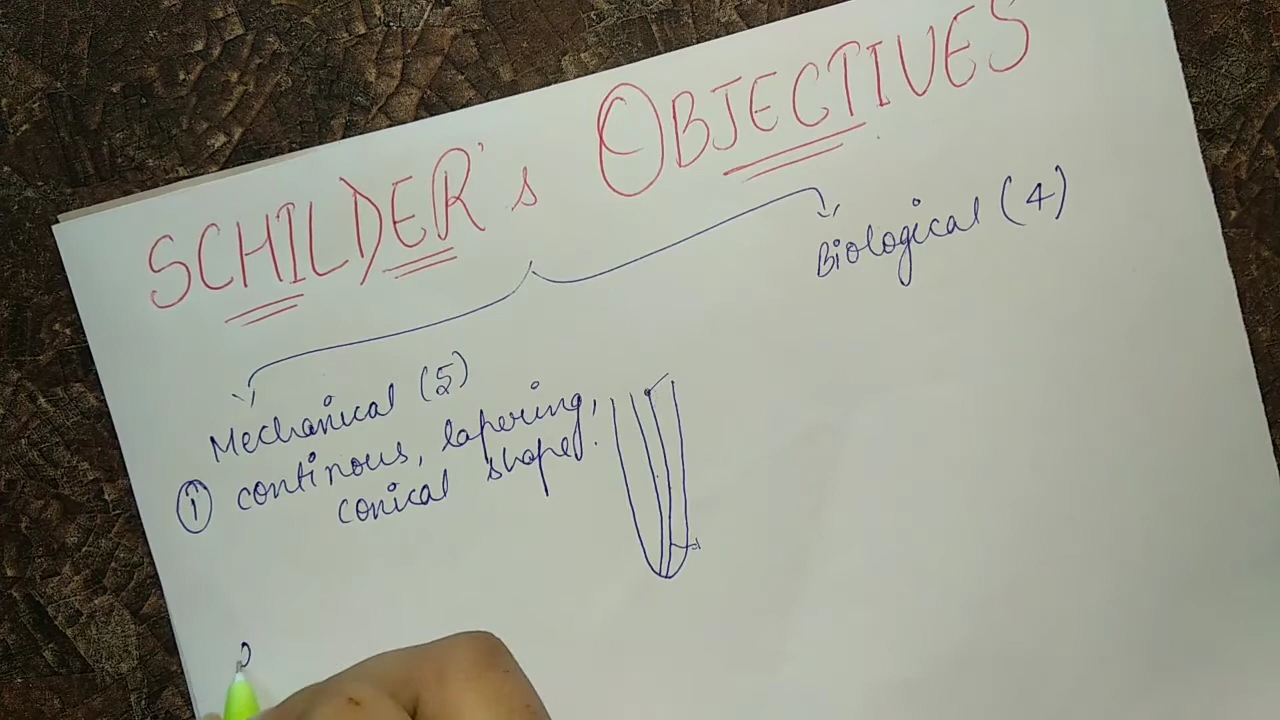 SCHILDER's OBJECTIVES
Biological (4)
Mechanical (5)
① continous, tapering,
conical shape.